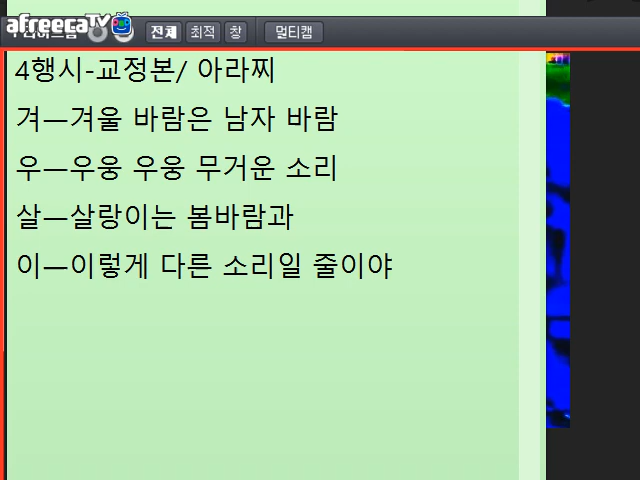 afreecaTV
전체 최적 창 멀티캠
4행시-교정본/ 아라찌
겨—겨울 바람은 남자 바람
우—우웅 우웅 무거운 소리
살—살랑이는 봄바람과
이—이렇게 다른 소리일 줄이야